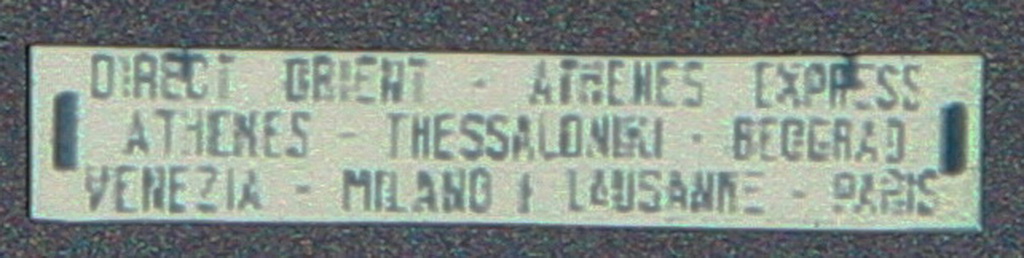 DIRECT ORIENT - ATHENES EXPRESS
ATHENES - THESSALONIKI - BEOGRAD
VENEZIA - MILANO - LAUSANNE - PARIS